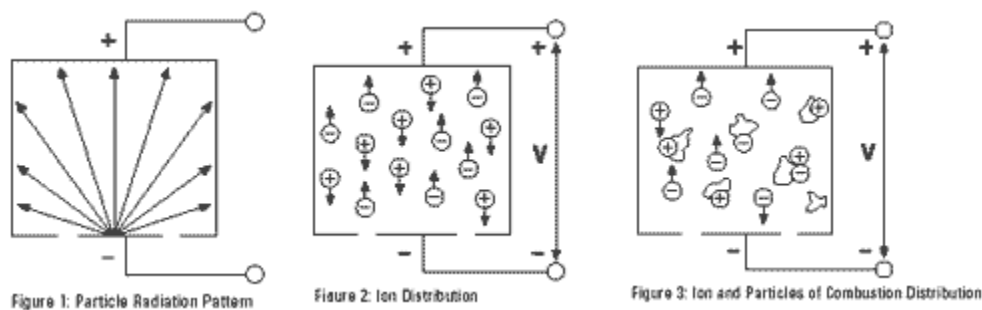 +
−
Figure 1: Particle Radiation Pattern
+
+
V
−
−
Figure 2: Ion Distribution
+
+
V
−
−
Figure 3: Ion and Particles of Combustion Distribution